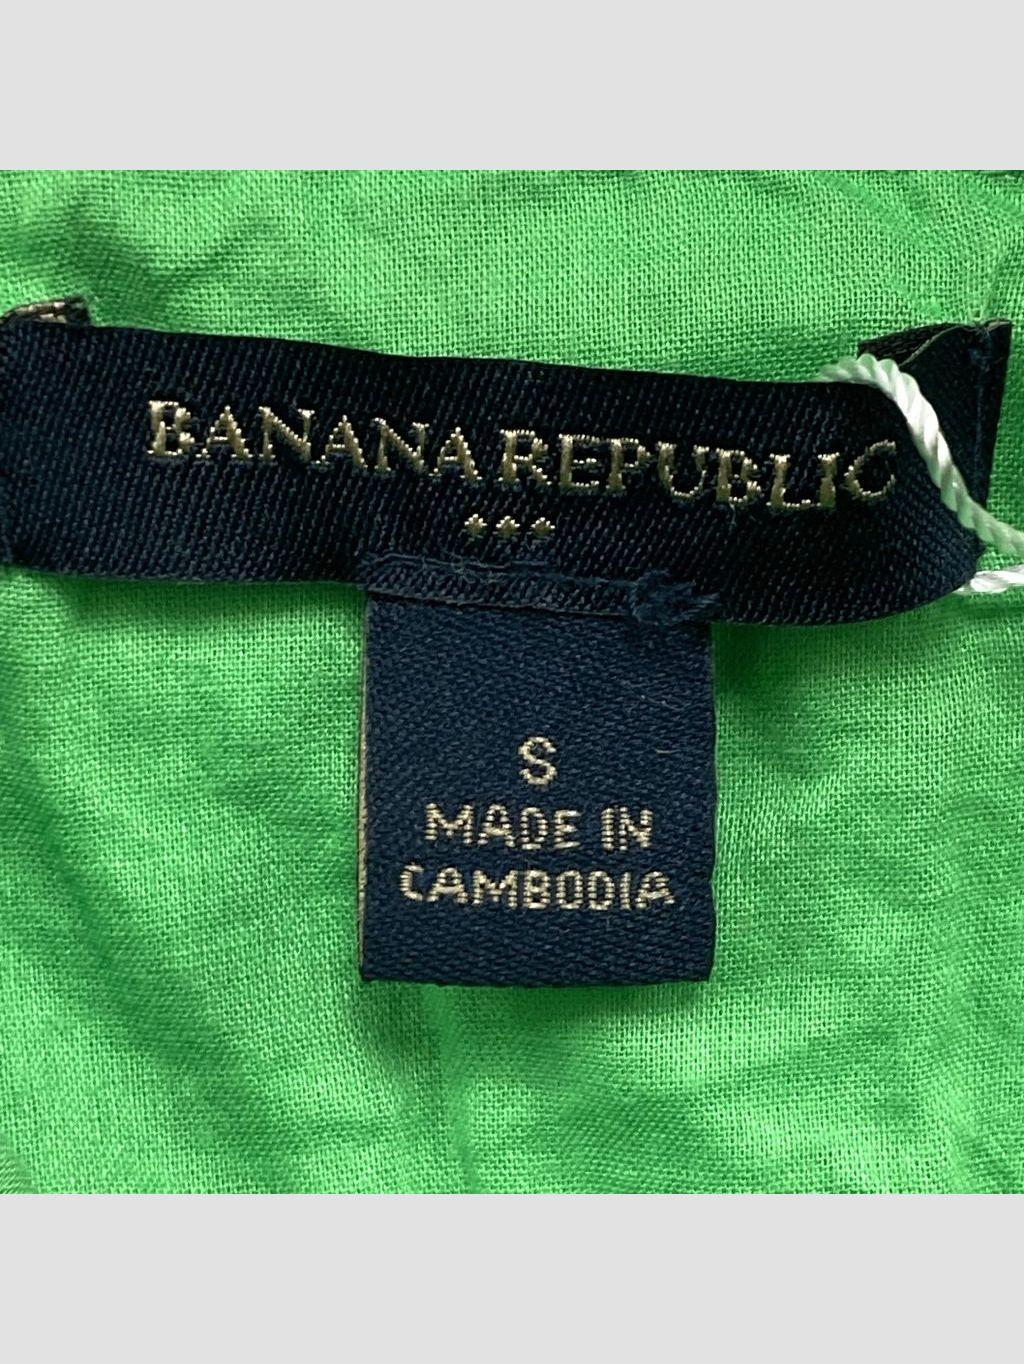 BANANA REPUBLIC
***
S
MADE IN
CAMBODIA